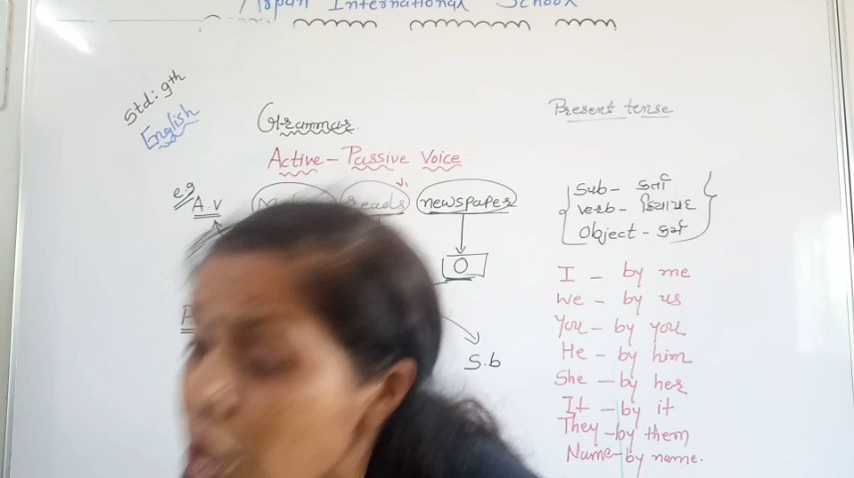 International School
Std: 9th
English
Grammar.
Active – Passive Voice
e.g
A.v
reads
V₁
newspaper
O
S.b
Present tense
Sub – કર્તા
Verb – ક્રિયાપદ
Object – કર્મ
I – by me
We – by us
You – by you
He – by him
She – by her
It – by it
They – by them
Name – by name.